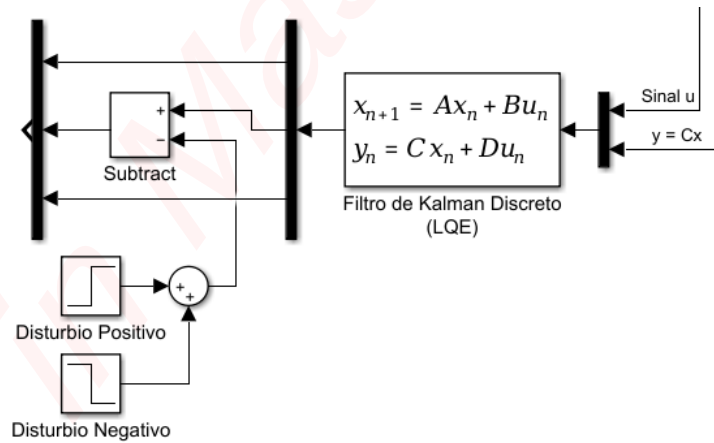 Sinal u
x_{n+1} = Ax_n + Bu_n
y = Cx
y_n = Cx_n + Du_n
+
−
Subtract
Filtro de Kalman Discreto
(LQE)
+
+
Disturbio Positivo
Disturbio Negativo